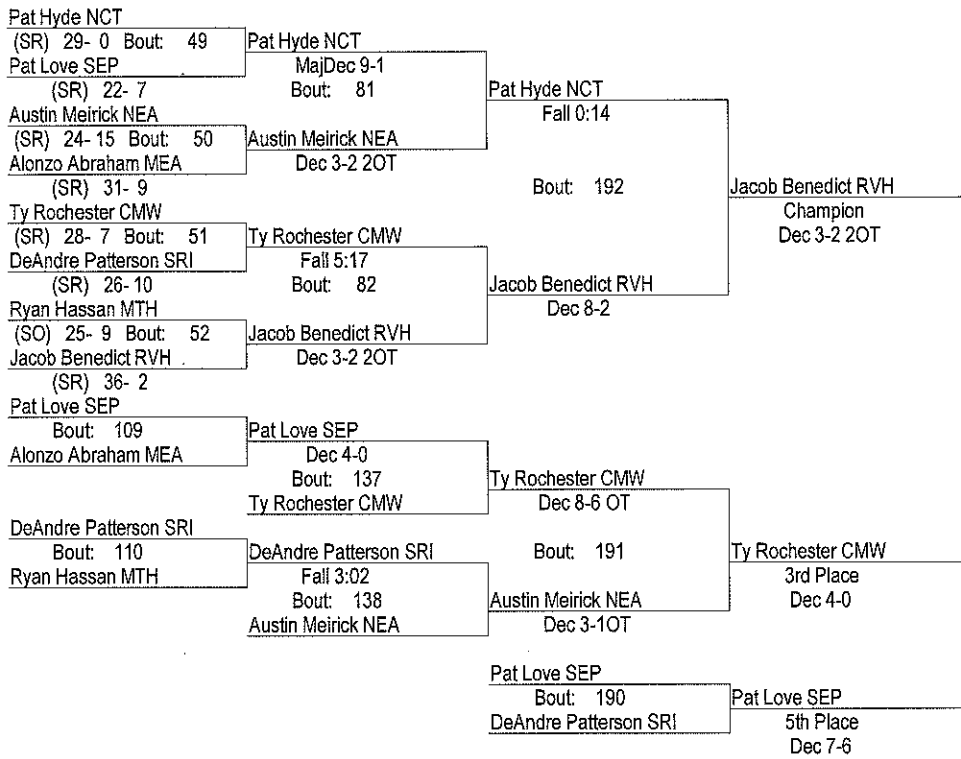 Pat Hyde NCT
(SR) 29- 0 Bout: 49
Pat Love SEP
(SR) 22- 7
Austin Meirick NEA
(SR) 24- 15 Bout: 50
Alonzo Abraham MEA
(SR) 31- 9
Ty Rochester CMW
(SR) 28- 7 Bout: 51
DeAndre Patterson SRI
(SR) 26- 10
Ryan Hassan MTH
(SO) 25- 9 Bout: 52
Jacob Benedict RVH
(SR) 36- 2
Pat Hyde NCT
MajDec 9-1
Bout: 81
Austin Meirick NEA
Dec 3-2 2OT
Ty Rochester CMW
Fall 5:17
Bout: 82
Jacob Benedict RVH
Dec 3-2 2OT
Pat Hyde NCT
Fall 0:14
Bout: 192
Jacob Benedict RVH
Dec 8-2
Jacob Benedict RVH
Champion
Dec 3-2 2OT
Pat Love SEP
Bout: 109
Alonzo Abraham MEA
DeAndre Patterson SRI
Bout: 110
Ryan Hassan MTH
Pat Love SEP
Dec 4-0
Bout: 137
Ty Rochester CMW
DeAndre Patterson SRI
Fall 3:02
Bout: 138
Austin Meirick NEA
Ty Rochester CMW
Dec 8-6 OT
Bout: 191
Austin Meirick NEA
Dec 3-1OT
Ty Rochester CMW
3rd Place
Dec 4-0
Pat Love SEP
Bout: 190
DeAndre Patterson SRI
Pat Love SEP
5th Place
Dec 7-6